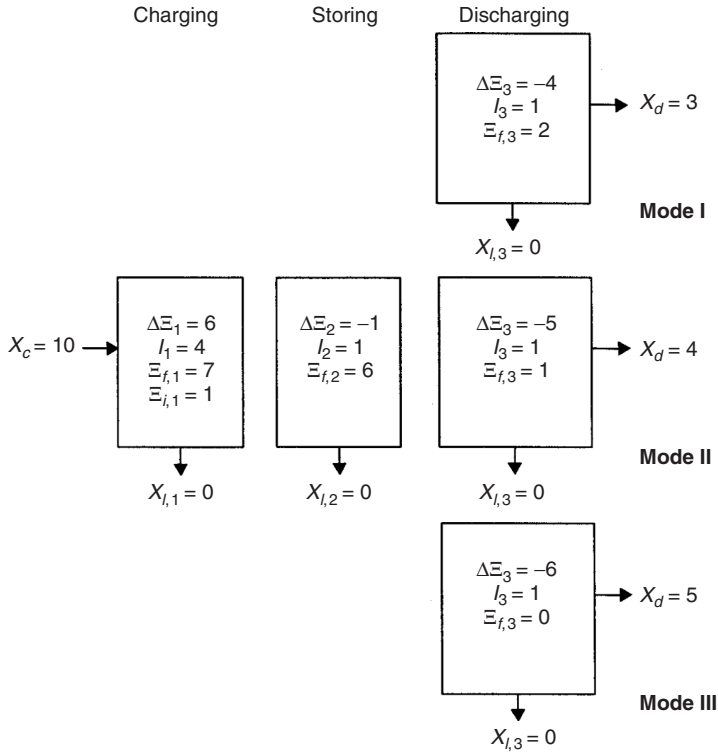 Charging Storing Discharging
ΔΞ₃ = −4
I₃ = 1
Ξf,3 = 2
Xd = 3
Mode I
Xl,3 = 0
Xc = 10
ΔΞ₁ = 6
I₁ = 4
Ξf,1 = 7
Ξi,1 = 1
Xl,1 = 0
ΔΞ₂ = −1
I₂ = 1
Ξf,2 = 6
Xl,2 = 0
ΔΞ₃ = −5
I₃ = 1
Ξf,3 = 1
Xd = 4
Mode II
Xl,3 = 0
ΔΞ₃ = −6
I₃ = 1
Ξf,3 = 0
Xd = 5
Mode III
Xl,3 = 0